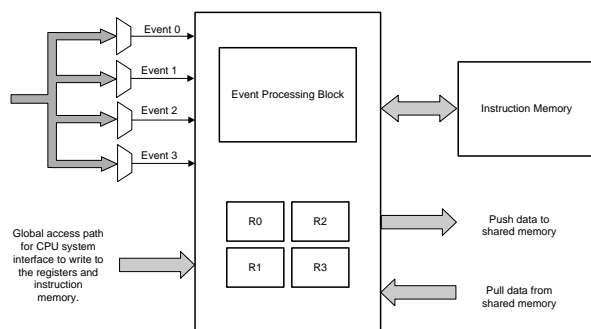 Event 0
Event 1
Event 2
Event 3
Event Processing Block
Instruction Memory
R0
R2
R1
R3
Global access path
for CPU system
interface to write to
the registers and
instruction
memory.
Push data to
shared memory
Pull data from
shared memory